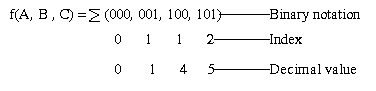 f(A, B , C) = ∑ (000, 001, 100, 101)———Binary notation
0 1 1 2———Index
0 1 4 5———Decimal value